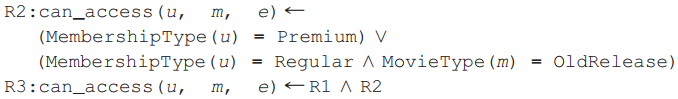 R2:can_access(u, m, e)←
(MembershipType(u) = Premium) ∨
(MembershipType(u) = Regular ∧ MovieType(m) = OldRelease)
R3:can_access(u, m, e)←R1 ∧ R2